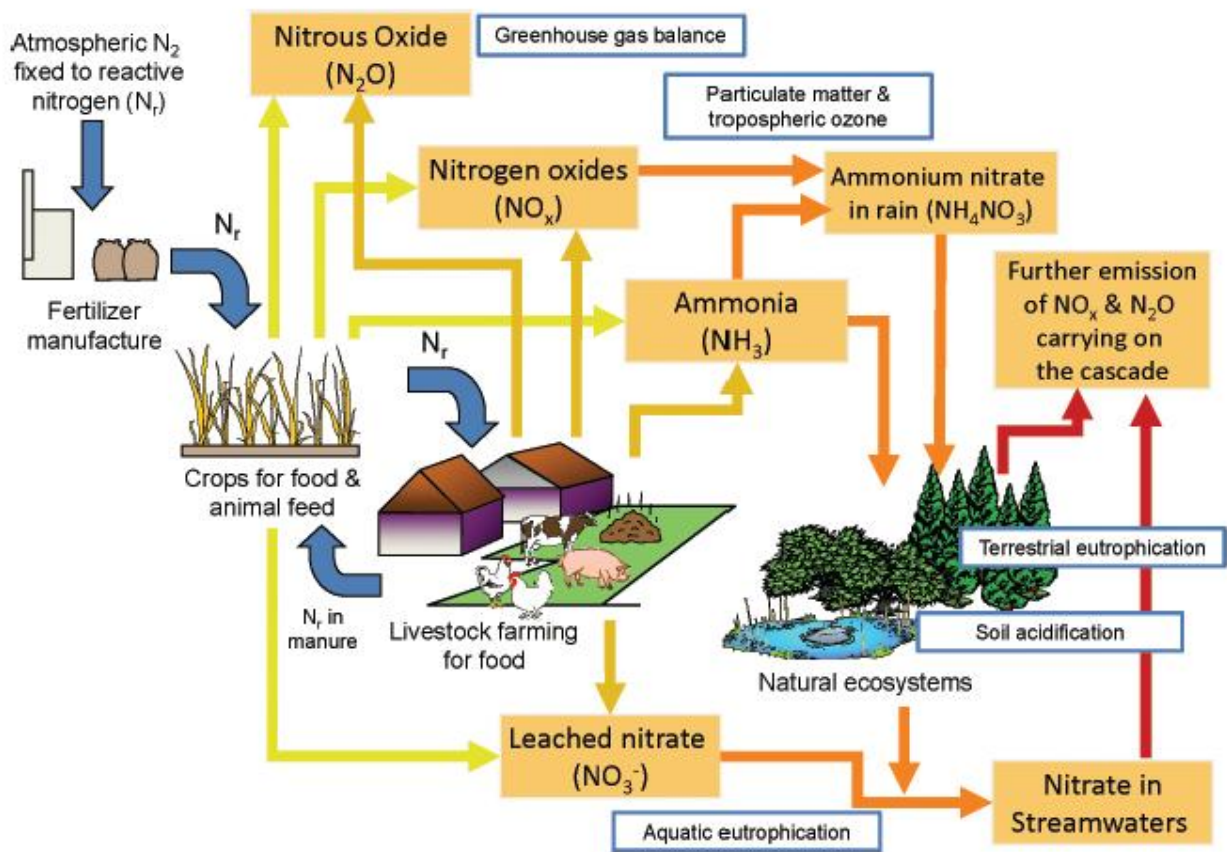 Atmospheric N₂
fixed to reactive
nitrogen (Nᵣ)
Nitrous Oxide
(N₂O)
Greenhouse gas balance
Particulate matter &
tropospheric ozone
Nitrogen oxides
(NOₓ)
Ammonium nitrate
in rain (NH₄NO₃)
Nᵣ
Fertilizer
manufacture
Ammonia
(NH₃)
Further emission
of NOₓ & N₂O
carrying on
the cascade
Nᵣ
Crops for food &
animal feed
Terrestrial eutrophication
Soil acidification
Nᵣ in
manure
Livestock farming
for food
Natural ecosystems
Leached nitrate
(NO₃⁻)
Nitrate in
Streamwaters
Aquatic eutrophication